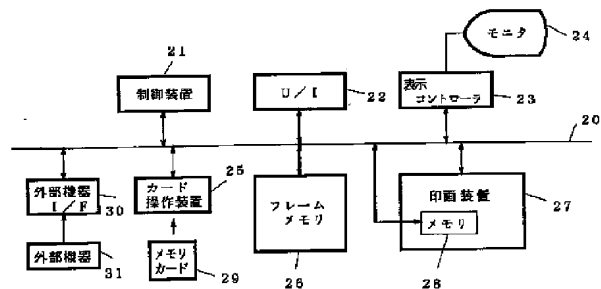 モニタ
24
21
制御装置
U/I
22
表示
コントローラ
23
20
外部機器
I/F
30
カード
操作装置
25
フレーム
メモリ
26
印画装置
27
メモリ
28
外部機器
31
メモリ
カード
29